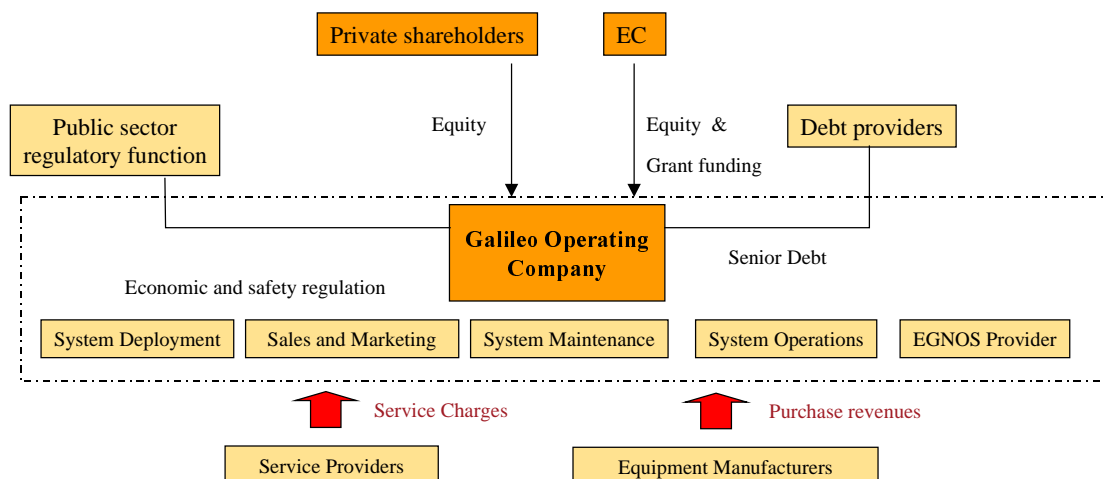 Private shareholders
EC
Public sector
regulatory function
Equity
Equity &
Grant funding
Debt providers
Galileo Operating
Company
Senior Debt
Economic and safety regulation
System Deployment
Sales and Marketing
System Maintenance
System Operations
EGNOS Provider
Service Charges
Purchase revenues
Service Providers
Equipment Manufacturers